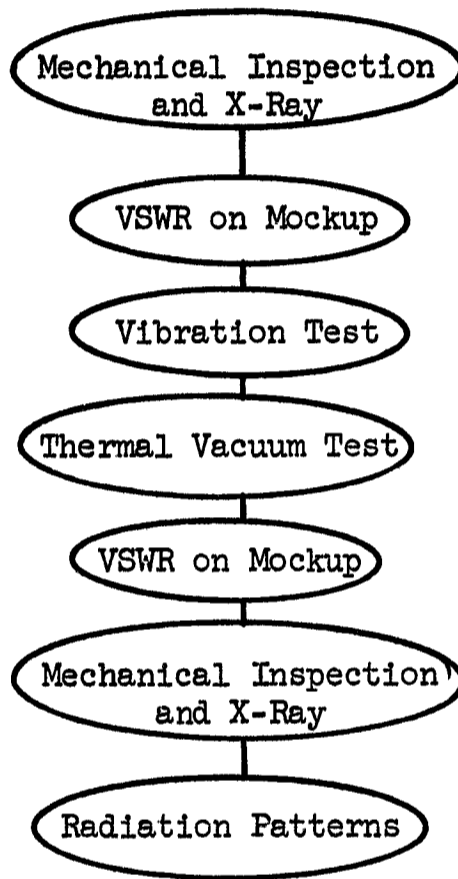 Mechanical Inspection
and X-Ray
VSWR on Mockup
Vibration Test
Thermal Vacuum Test
VSWR on Mockup
Mechanical Inspection
and X-Ray
Radiation Patterns